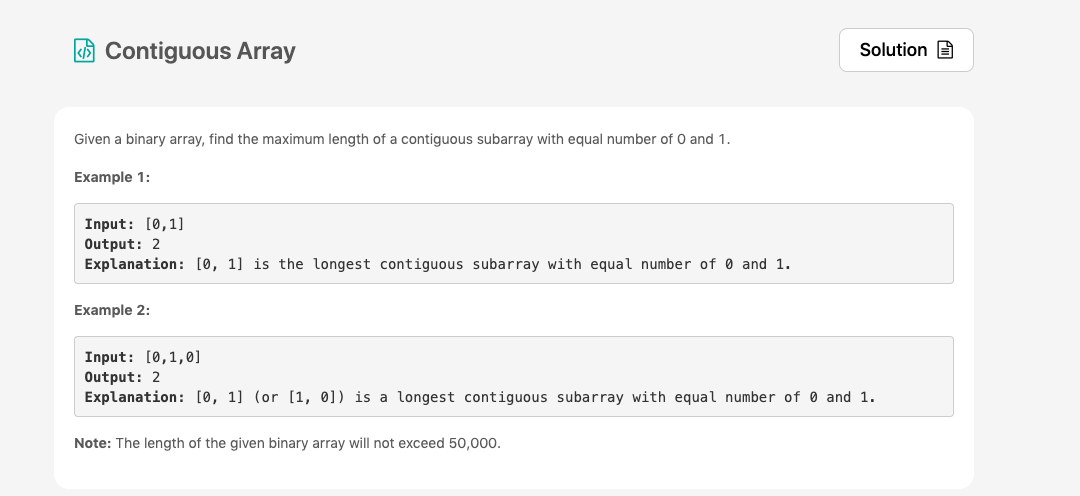 Contiguous Array
Solution
Given a binary array, find the maximum length of a contiguous subarray with equal number of 0 and 1.
Example 1:
Input: [0,1]
Output: 2
Explanation: [0, 1] is the longest contiguous subarray with equal number of 0 and 1.
Example 2:
Input: [0,1,0]
Output: 2
Explanation: [0, 1] (or [1, 0]) is a longest contiguous subarray with equal number of 0 and 1.
Note: The length of the given binary array will not exceed 50,000.